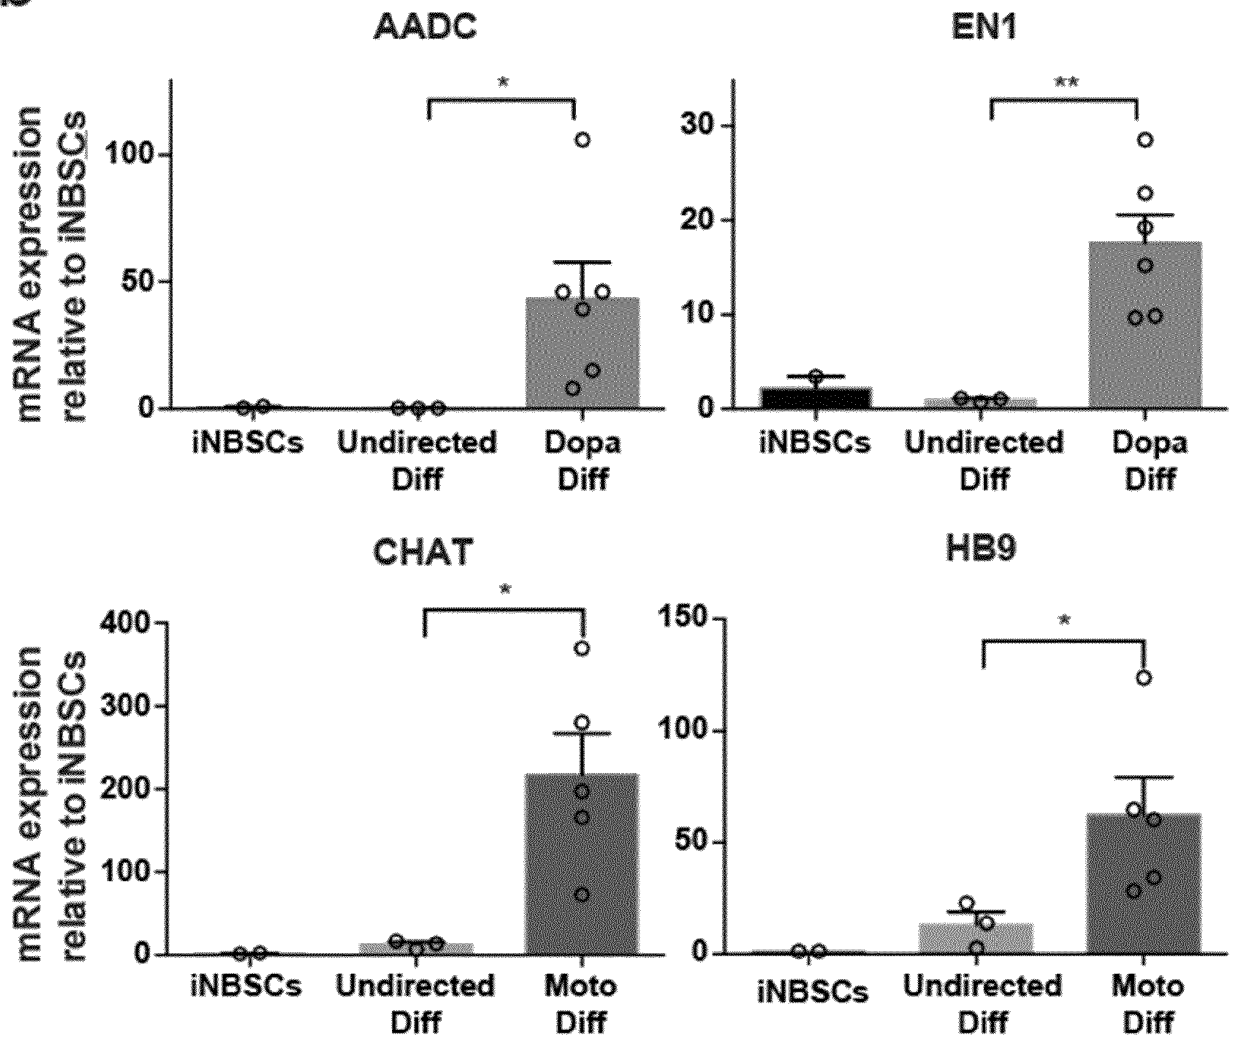 b
AADC
EN1
*
**
mRNA expression
relative to iNBSCs
100
50
0
30
20
10
0
iNBSCs
Undirected
Diff
Dopa
Diff
iNBSCs
Undirected
Diff
Dopa
Diff
CHAT
HB9
*
*
mRNA expression
relative to iNBSCs
400
300
200
100
0
150
100
50
0
iNBSCs
Undirected
Diff
Moto
Diff
iNBSCs
Undirected
Diff
Moto
Diff